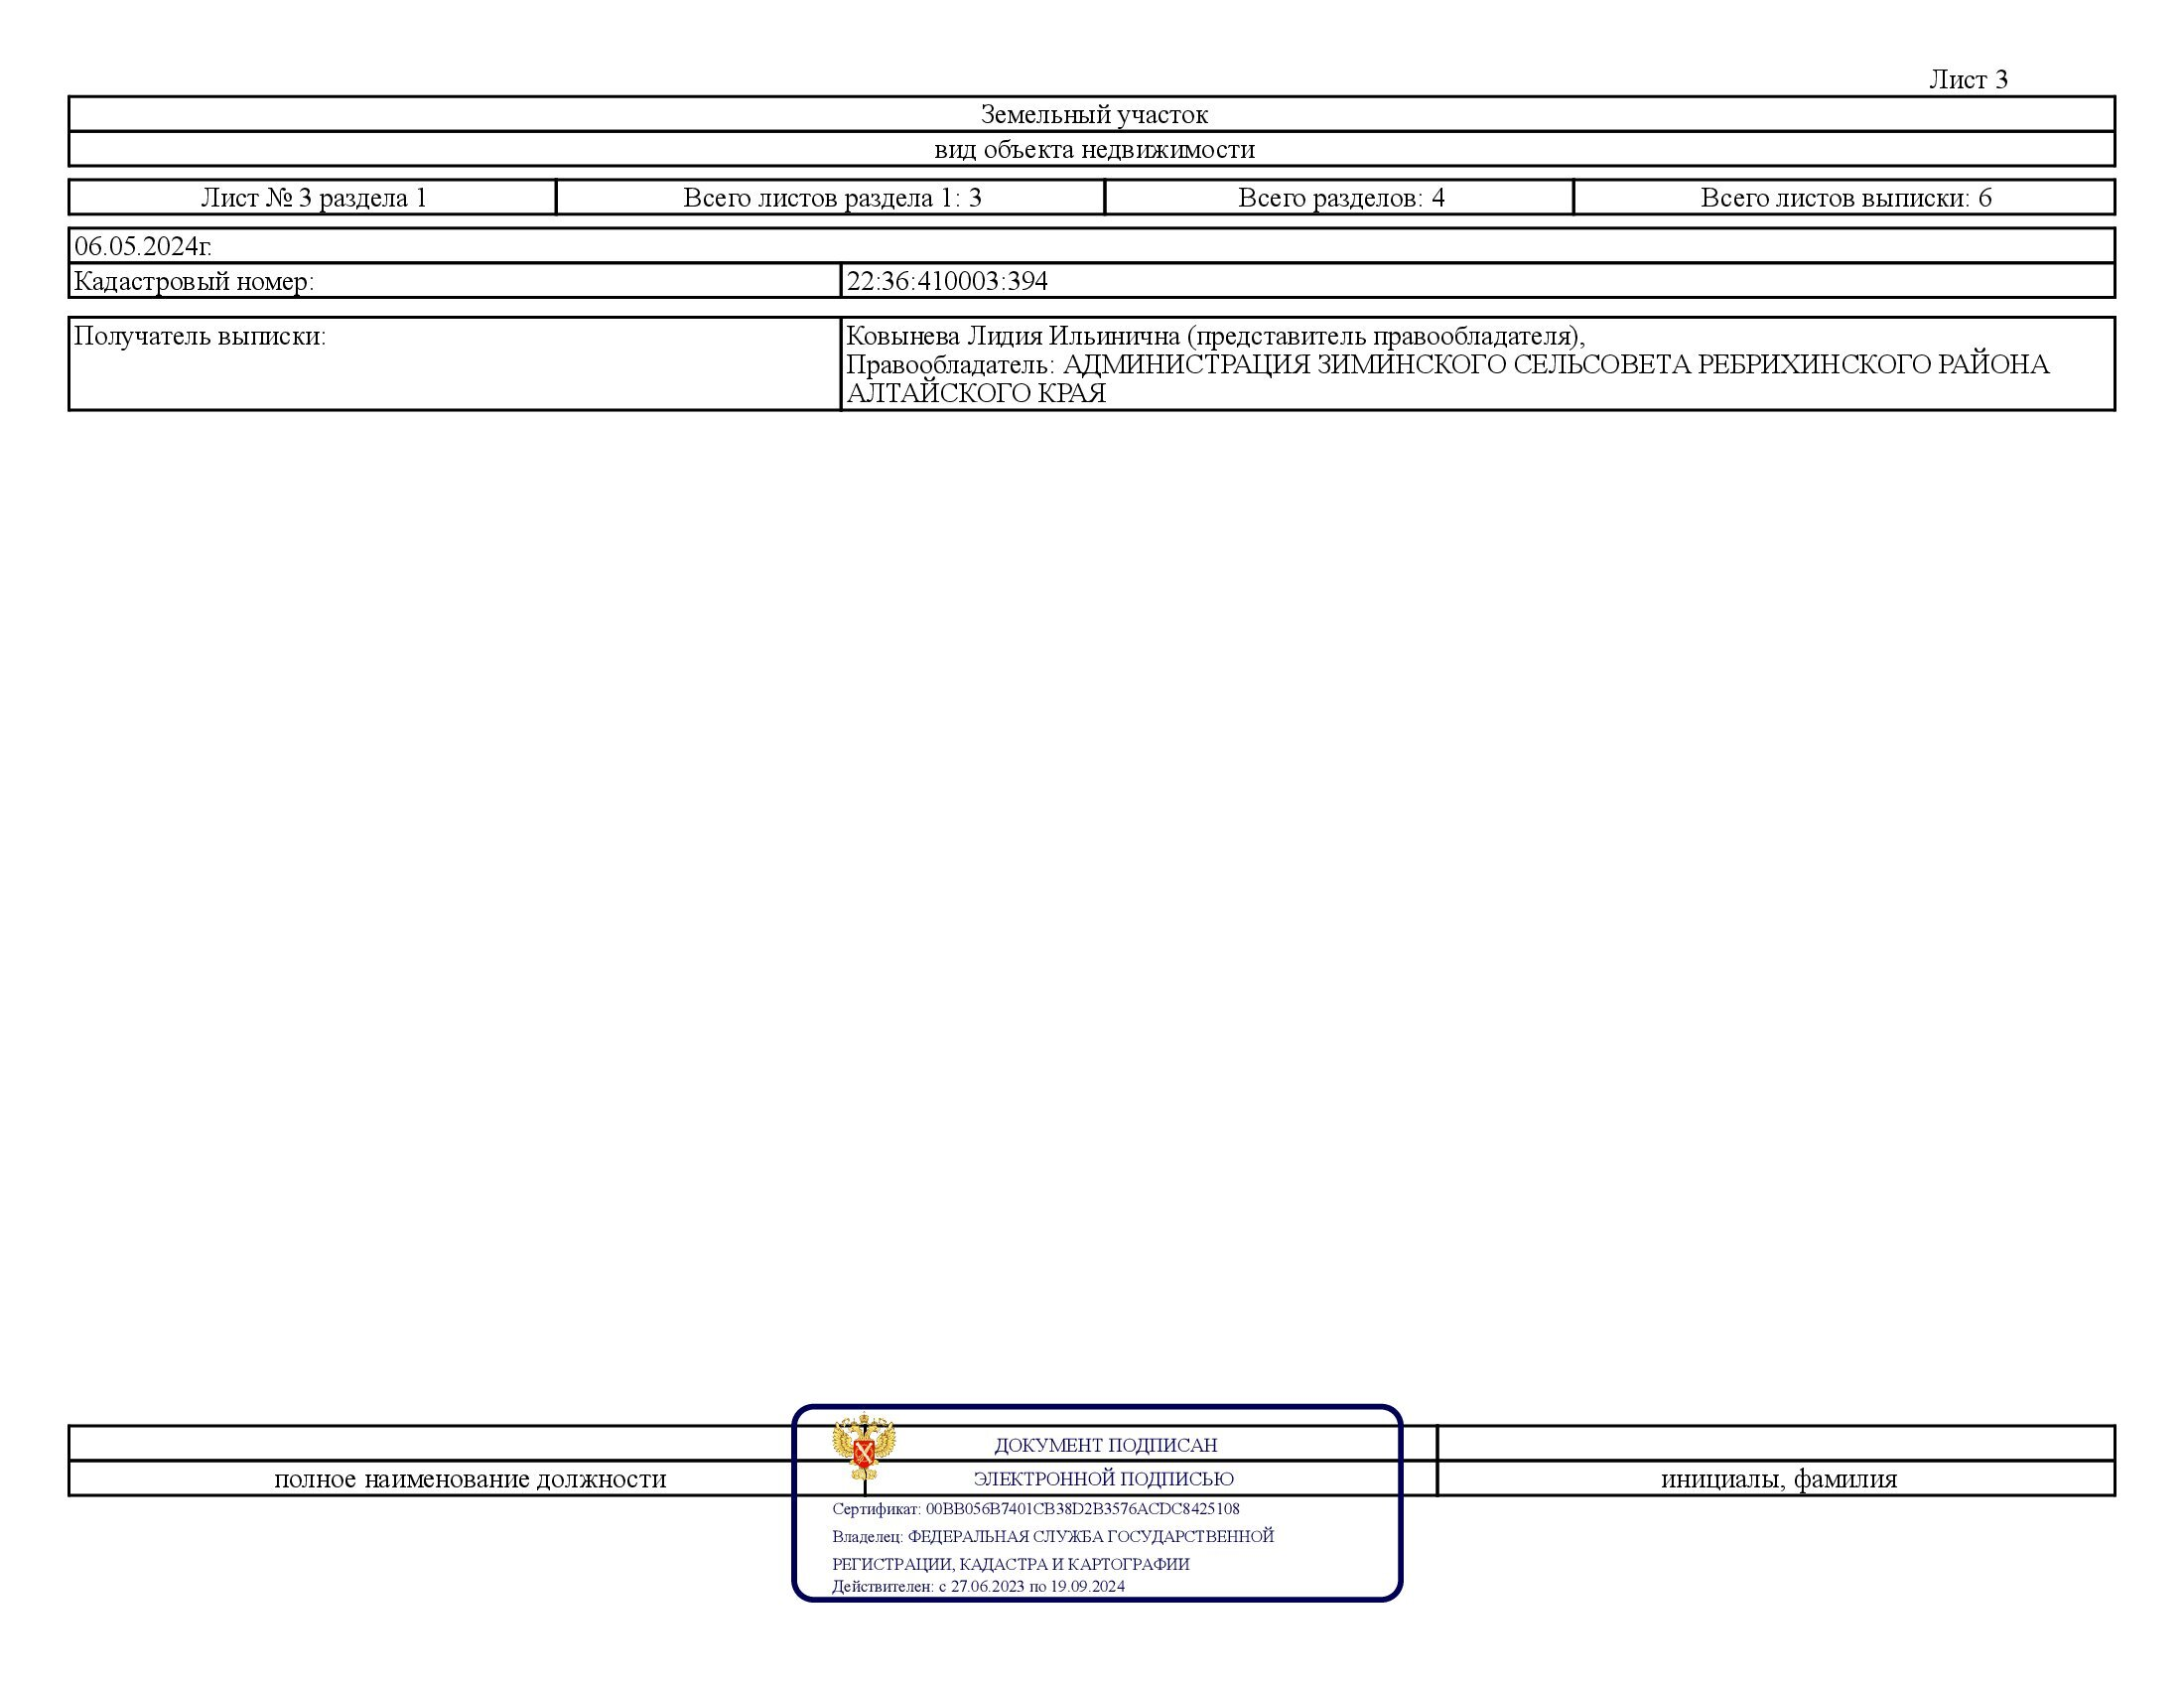 Лист 3
Земельный участок
вид объекта недвижимости
Лист № 3 раздела 1
Всего листов раздела 1: 3
Всего разделов: 4
Всего листов выписки: 6
06.05.2024г.
Кадастровый номер:
22:36:410003:394
Получатель выписки:
Ковынева Лидия Ильинична (представитель правообладателя),
Правообладатель: АДМИНИСТРАЦИЯ ЗИМИНСКОГО СЕЛЬСОВЕТА РЕБРИХИНСКОГО РАЙОНА
АЛТАЙСКОГО КРАЯ
полное наименование должности
ДОКУМЕНТ ПОДПИСАН
ЭЛЕКТРОННОЙ ПОДПИСЬЮ
Сертификат: 00BB056B7401CB38D2B3576ACDC8425108
Владелец: ФЕДЕРАЛЬНАЯ СЛУЖБА ГОСУДАРСТВЕННОЙ
РЕГИСТРАЦИИ, КАДАСТРА И КАРТОГРАФИИ
Действителен: с 27.06.2023 по 19.09.2024
инициалы, фамилия